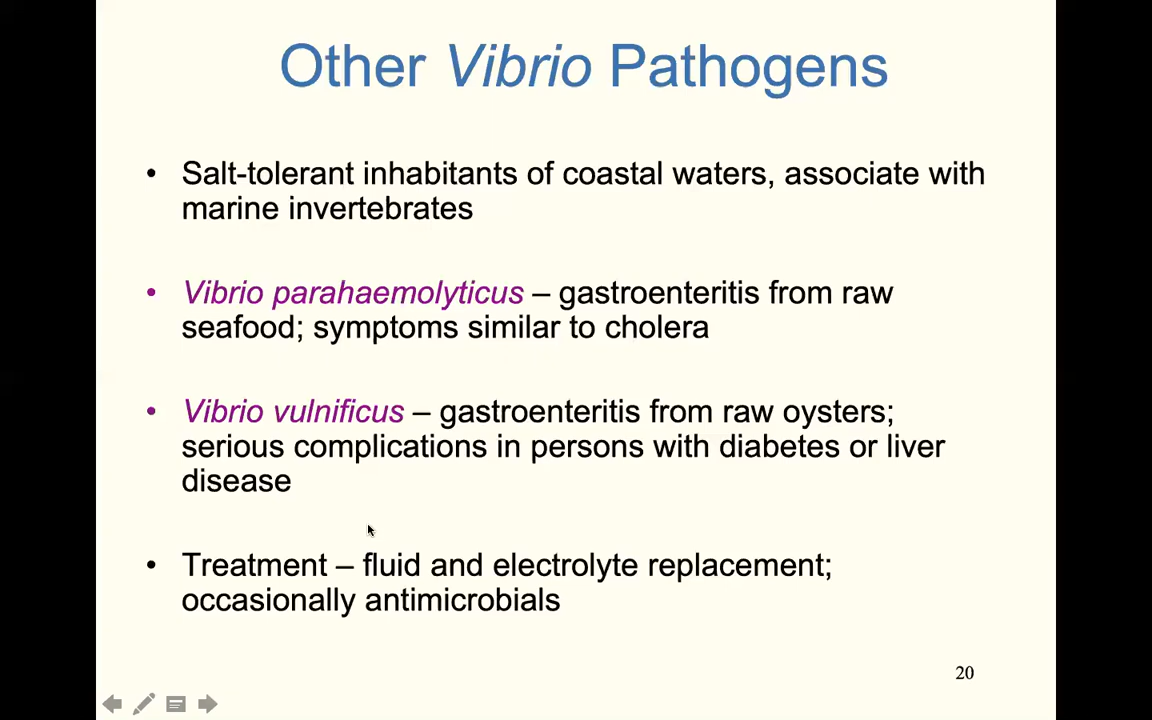 Other Vibrio Pathogens
• Salt-tolerant inhabitants of coastal waters, associate with
marine invertebrates
• Vibrio parahaemolyticus – gastroenteritis from raw
seafood; symptoms similar to cholera
• Vibrio vulnificus – gastroenteritis from raw oysters;
serious complications in persons with diabetes or liver
disease
• Treatment – fluid and electrolyte replacement;
occasionally antimicrobials
20